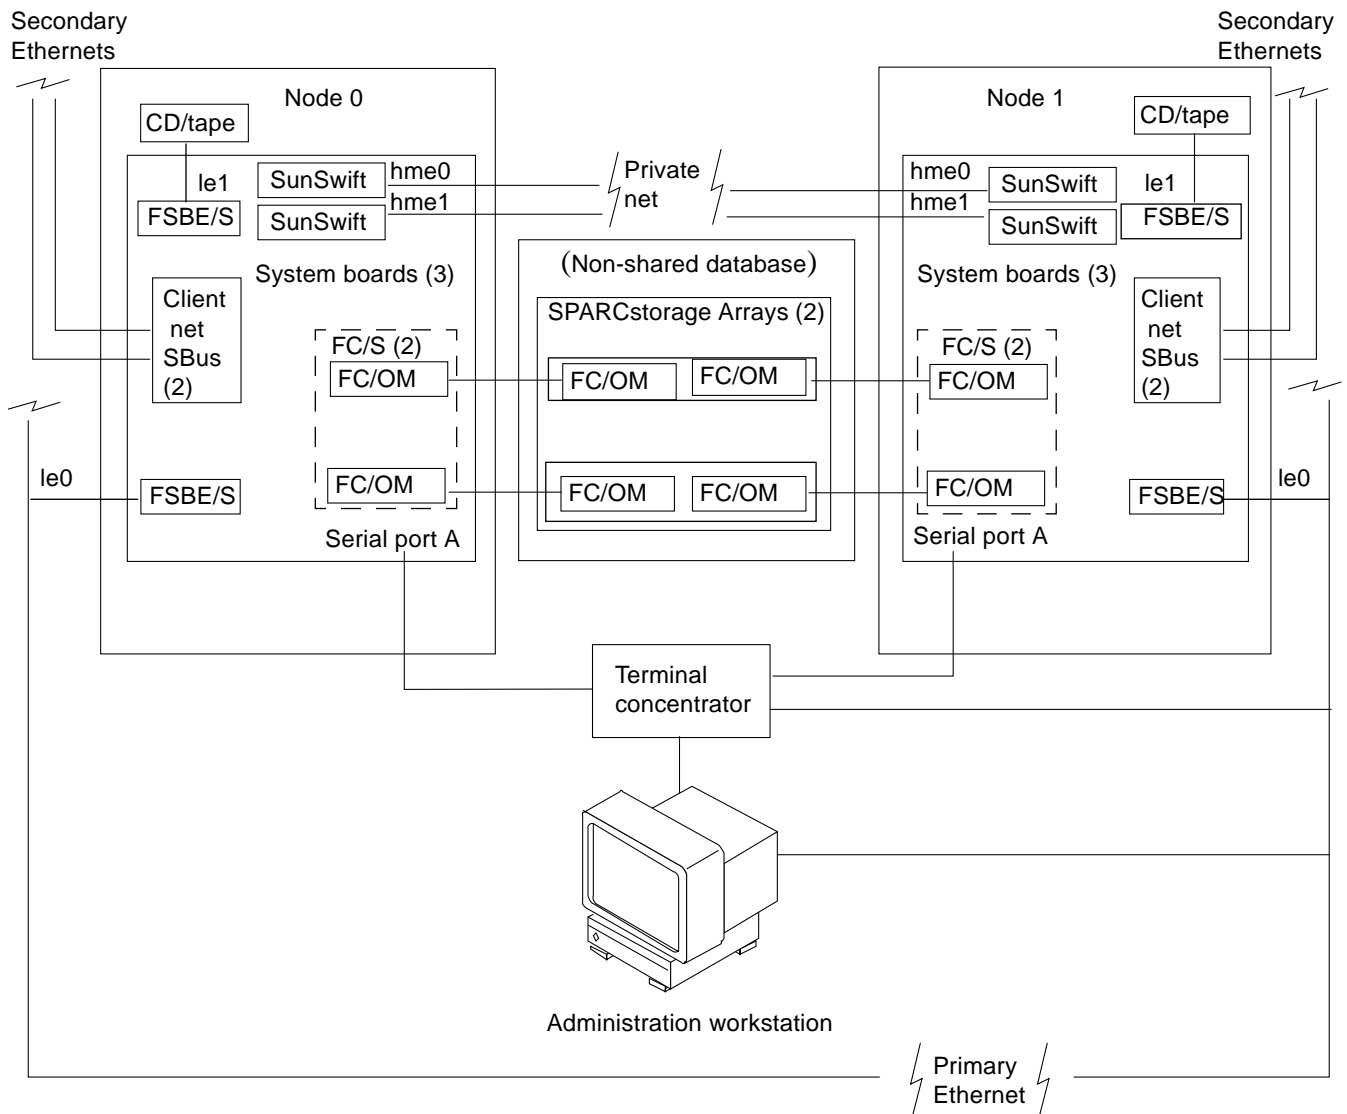 Secondary
Ethernets
Secondary
Ethernets
Node 0
Node 1
CD/tape
CD/tape
le1
SunSwift
hme0
Private
net
hme0
SunSwift
le1
FSBE/S
SunSwift
hme1
hme1
SunSwift
FSBE/S
(Non-shared database)
System boards (3)
System boards (3)
Client
net
SBus
(2)
SPARCstorage Arrays (2)
Client
net
SBus
(2)
FC/S (2)
FC/OM
FC/OM
FC/OM
FC/S (2)
FC/OM
le0
FSBE/S
FC/OM
FC/OM
FC/OM
FC/OM
FSBE/S
le0
Serial port A
Serial port A
Terminal
concentrator
Administration workstation
Primary
Ethernet